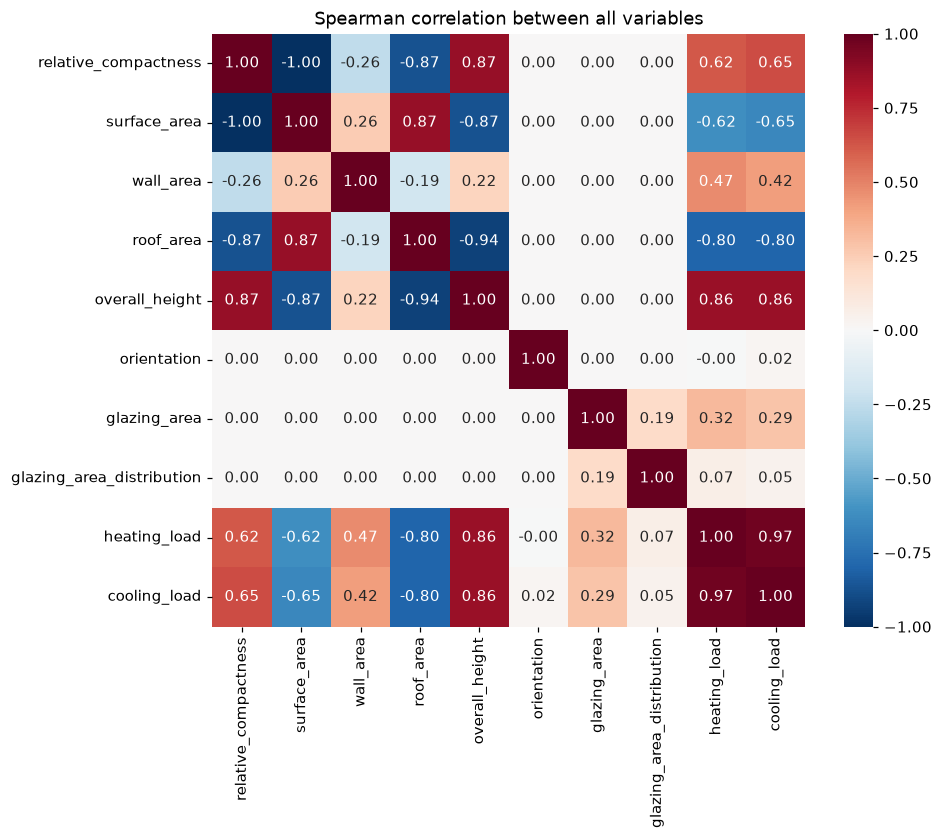 Spearman correlation between all variables
relative_compactness 1.00 -1.00 -0.26 -0.87 0.87 0.00 0.00 0.00 0.62 0.65
surface_area -1.00 1.00 0.26 0.87 -0.87 0.00 0.00 0.00 -0.62 -0.65
wall_area -0.26 0.26 1.00 -0.19 0.22 0.00 0.00 0.00 0.47 0.42
roof_area -0.87 0.87 -0.19 1.00 -0.94 0.00 0.00 0.00 -0.80 -0.80
overall_height 0.87 -0.87 0.22 -0.94 1.00 0.00 0.00 0.00 0.86 0.86
orientation 0.00 0.00 0.00 0.00 0.00 1.00 0.00 0.00 -0.00 0.02
glazing_area 0.00 0.00 0.00 0.00 0.00 0.00 1.00 0.19 0.32 0.29
glazing_area_distribution 0.00 0.00 0.00 0.00 0.00 0.00 0.19 1.00 0.07 0.05
heating_load 0.62 -0.62 0.47 -0.80 0.86 -0.00 0.32 0.07 1.00 0.97
cooling_load 0.65 -0.65 0.42 -0.80 0.86 0.02 0.29 0.05 0.97 1.00
relative_compactness
surface_area
wall_area
roof_area
overall_height
orientation
glazing_area
glazing_area_distribution
heating_load
cooling_load
1.00
0.75
0.50
0.25
0.00
−0.25
−0.50
−0.75
−1.00